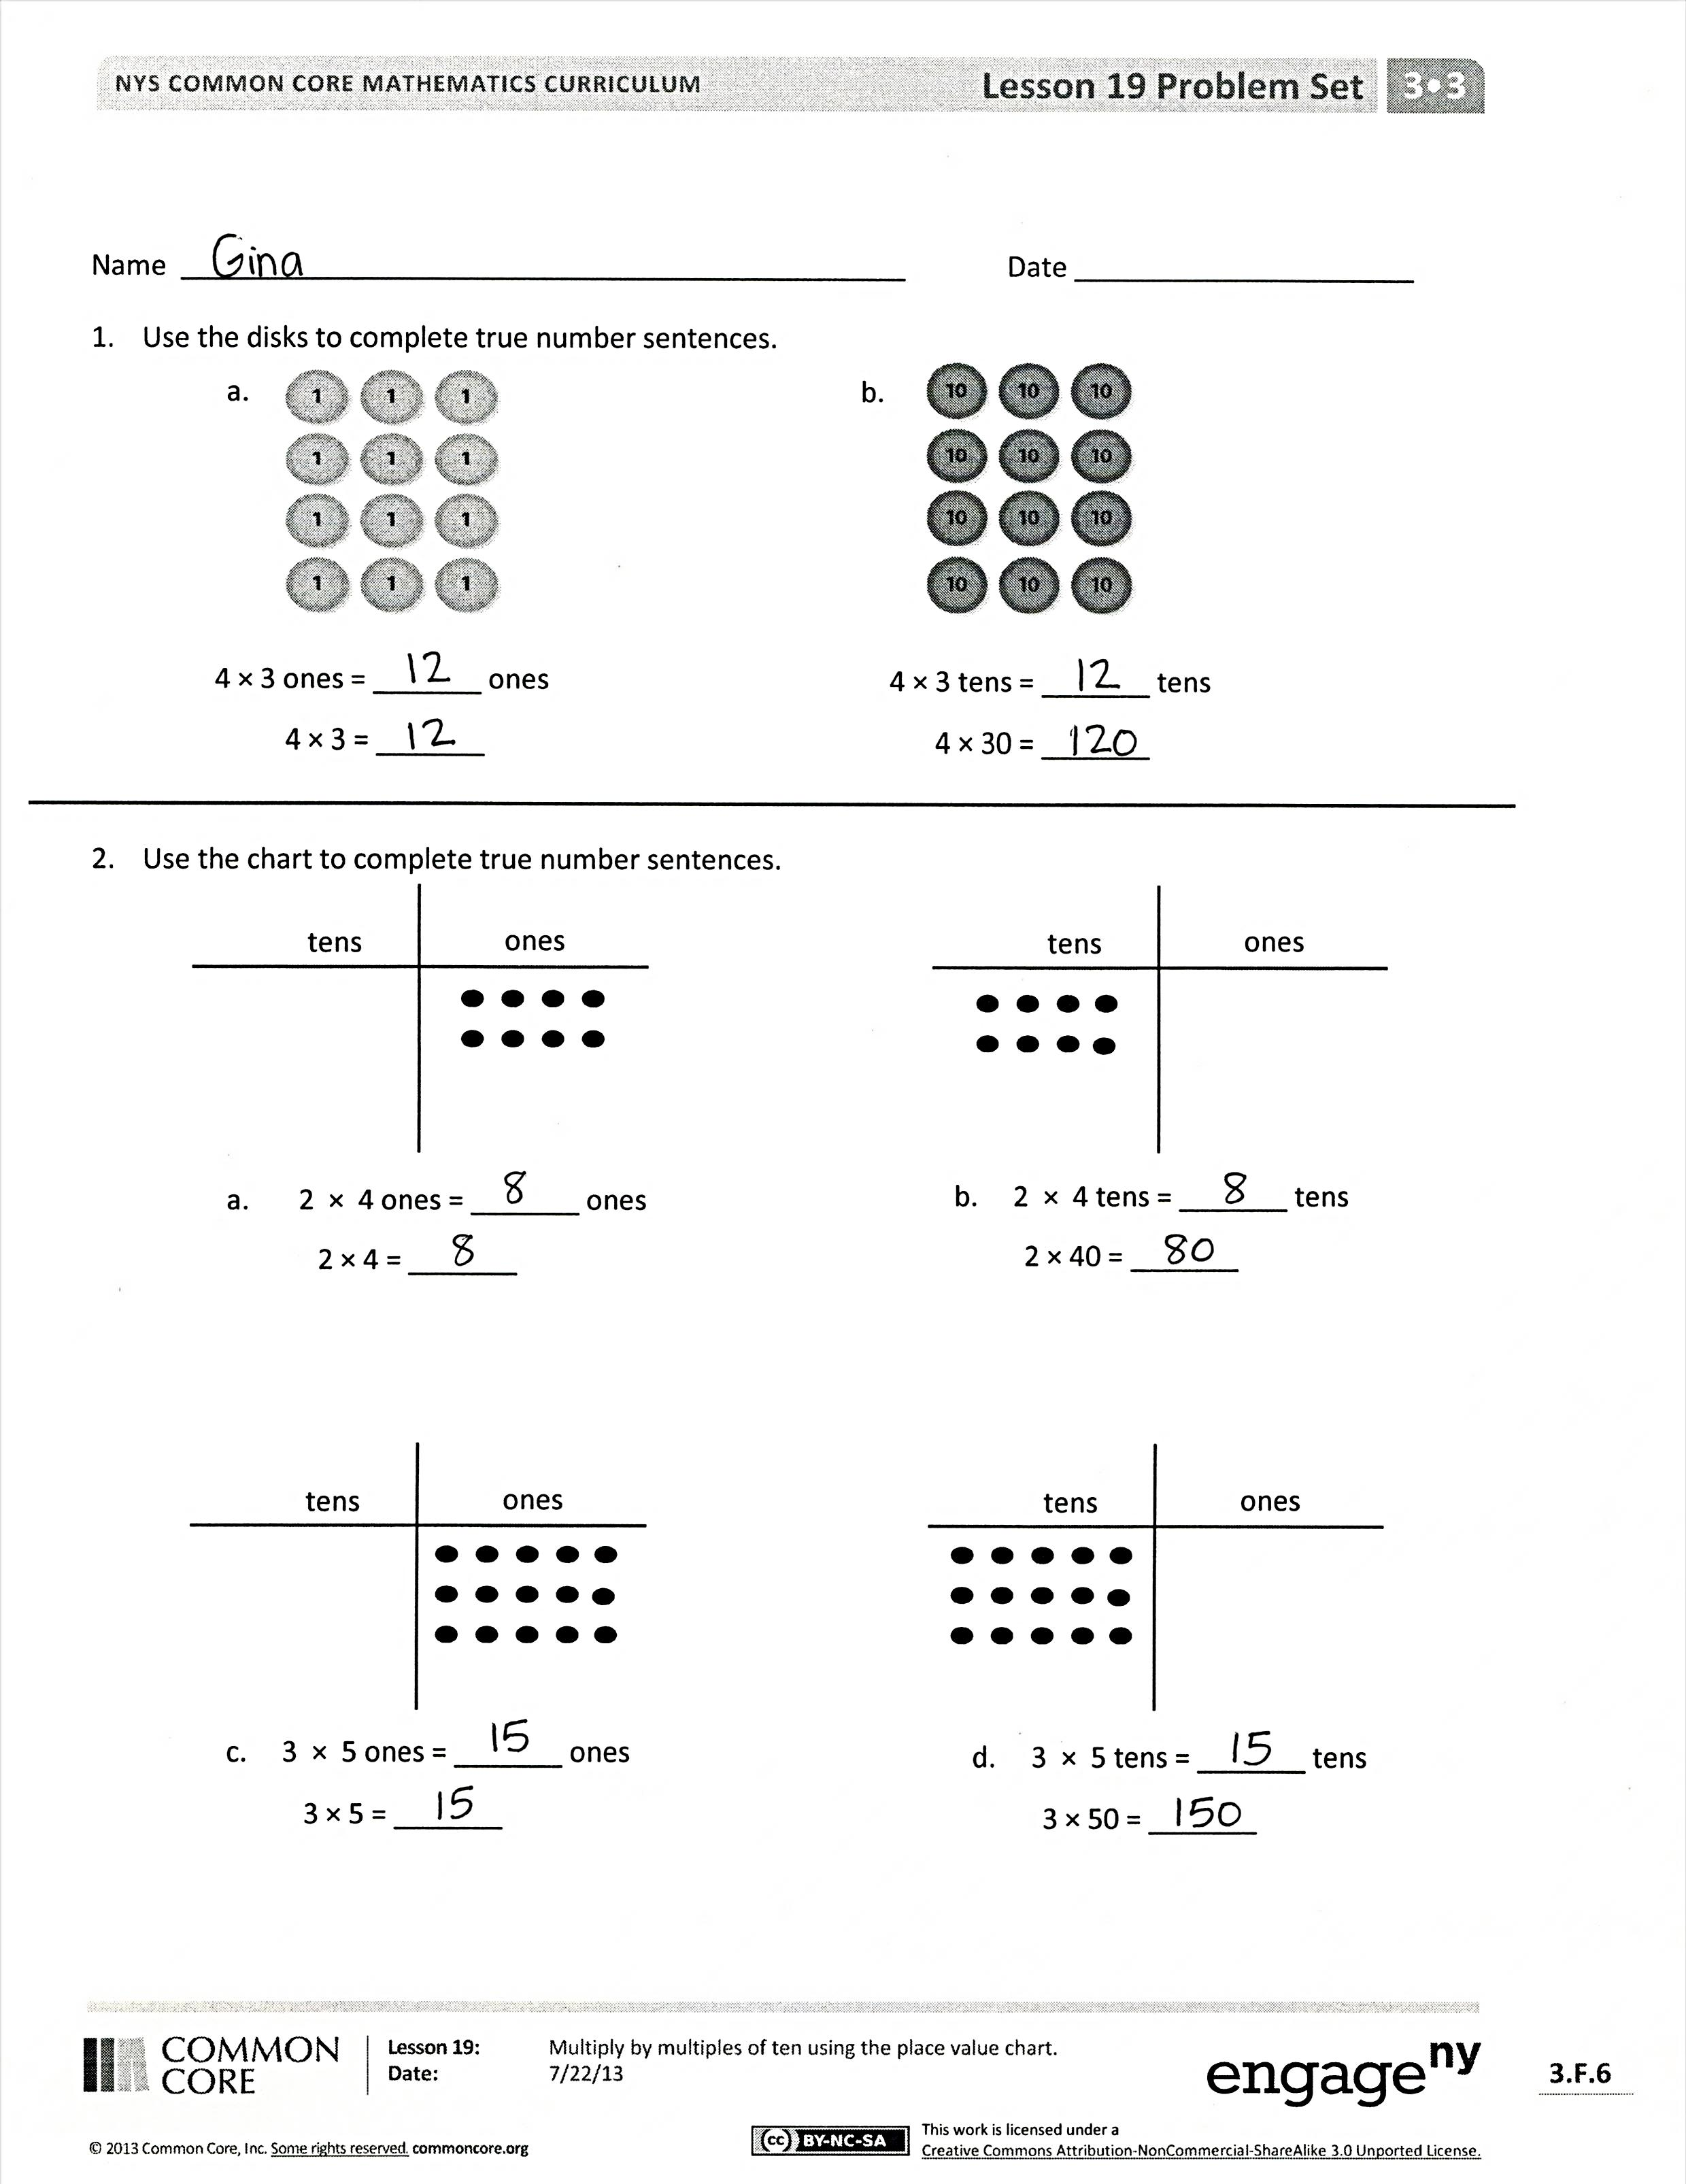 NYS COMMON CORE MATHEMATICS CURRICULUM Lesson 19 Problem Set 3•3
Name Gina Date
1. Use the disks to complete true number sentences.
a. 1 1 1 b. 10 10 10
1 1 1 10 10 10
1 1 1 10 10 10
1 1 1 10 10 10
4 × 3 ones = 12 ones 4 × 3 tens = 12 tens
4 × 3 = 12 4 × 30 = 120
2. Use the chart to complete true number sentences.
tens ones tens ones
a. 2 × 4 ones = 8 ones b. 2 × 4 tens = 8 tens
2 × 4 = 8 2 × 40 = 80
tens ones tens ones
c. 3 × 5 ones = 15 ones d. 3 × 5 tens = 15 tens
3 × 5 = 15 3 × 50 = 150
COMMON CORE Lesson 19: Multiply by multiples of ten using the place value chart.
Date: 7/22/13
engageny 3.F.6
© 2013 Common Core, Inc. Some rights reserved. commoncore.org
cc BY-NC-SA This work is licensed under a
Creative Commons Attribution-NonCommercial-ShareAlike 3.0 Unported License.